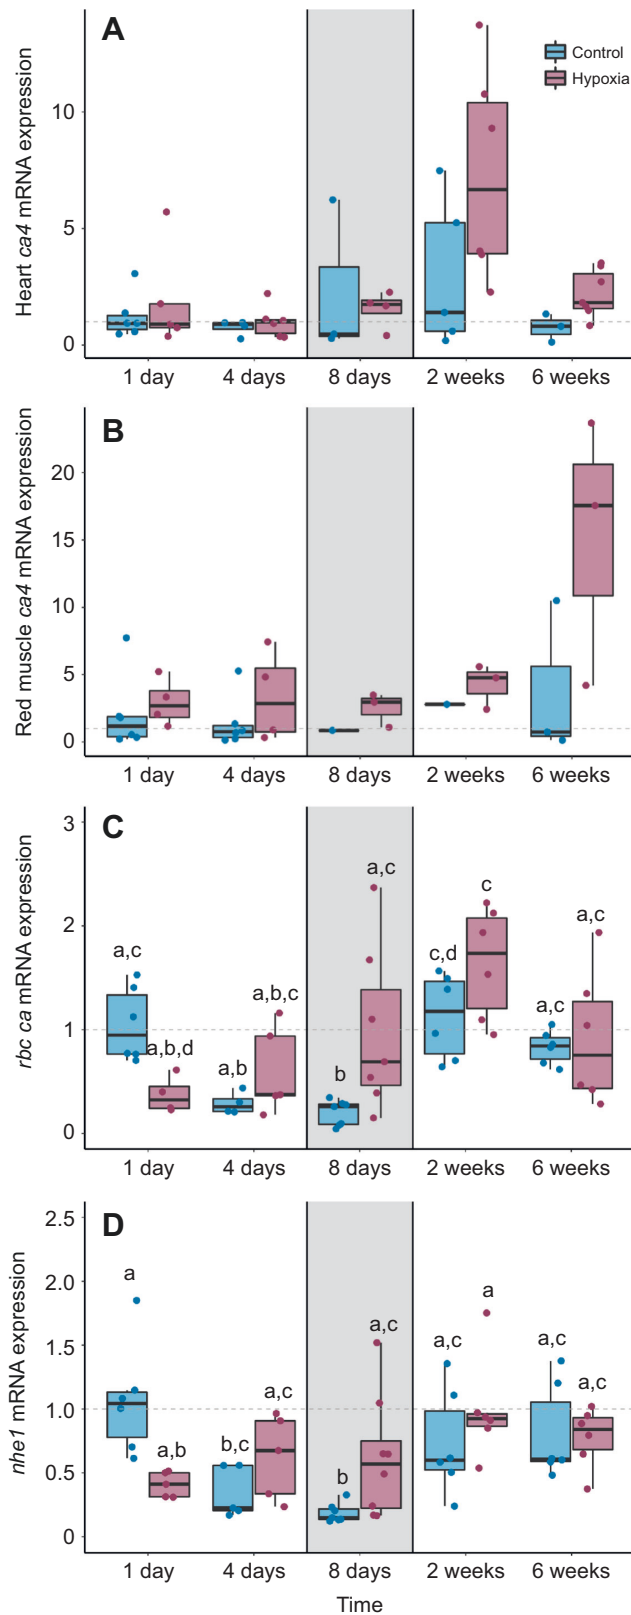 A
Control
Hypoxia
Heart ca4 mRNA expression
10
5
0
1 day 4 days 8 days 2 weeks 6 weeks
B
Red muscle ca4 mRNA expression
20
15
10
5
0
1 day 4 days 8 days 2 weeks 6 weeks
C
rbc ca mRNA expression
3
2
1
0
a,c
a,b,d
a,b
a,b,c
b
a,c
c,d
c
a,c
a,c
1 day 4 days 8 days 2 weeks 6 weeks
D
nhe1 mRNA expression
2.5
2.0
1.5
1.0
0.5
0
a
a,b
b,c
a,c
b
a,c
a,c
a
a,c
a,c
1 day 4 days 8 days 2 weeks 6 weeks
Time